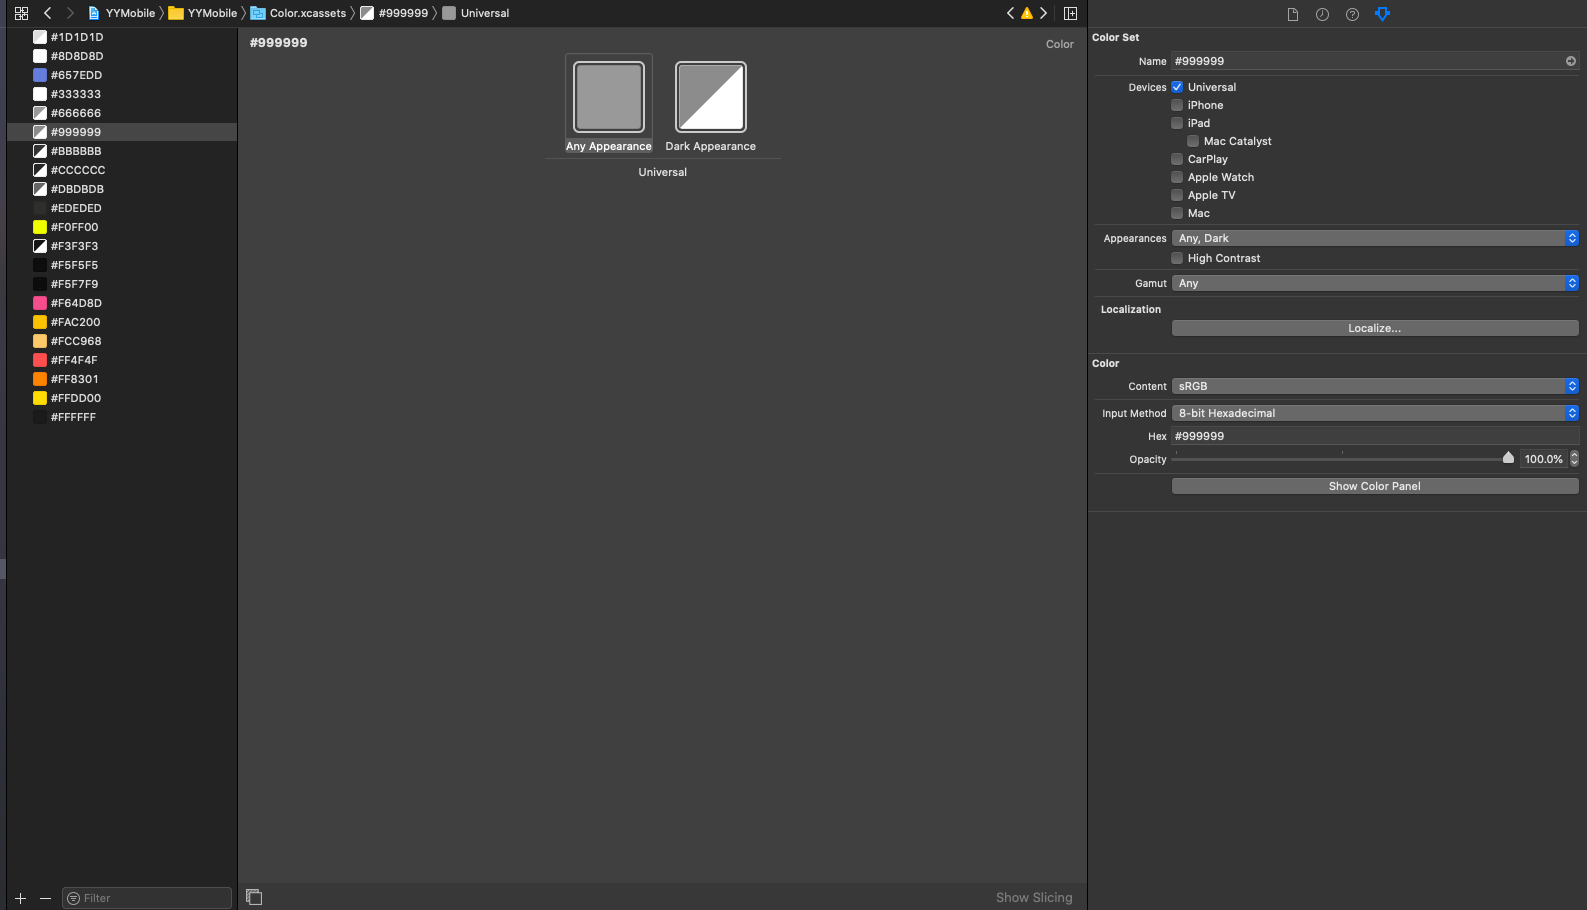 YYMobile YYMobile Color.xcassets #999999 Universal
#1D1D1D
#8D8D8D
#657EDD
#333333
#666666
#999999
#BBBBBB
#CCCCCC
#DBDBDB
#EDEDED
#F0FF00
#F3F3F3
#F5F5F5
#F5F7F9
#F64D8D
#FAC200
#FCC968
#FF4F4F
#FF8301
#FFDD00
#FFFFFF
Filter
#999999
Color
Any Appearance Dark Appearance
Universal
Show Slicing
Color Set
Name #999999
Devices Universal
iPhone
iPad
Mac Catalyst
CarPlay
Apple Watch
Apple TV
Mac
Appearances Any, Dark
High Contrast
Gamut Any
Localization
Localize...
Color
Content sRGB
Input Method 8-bit Hexadecimal
Hex #999999
Opacity 100.0%
Show Color Panel